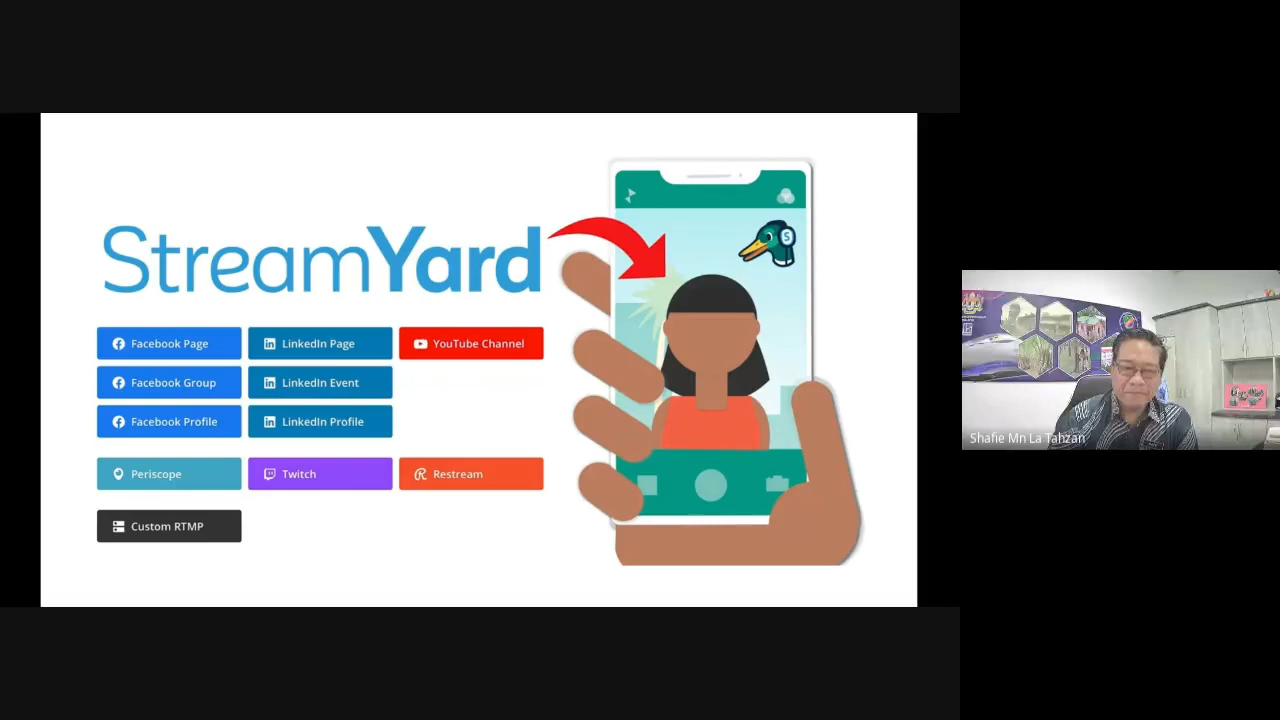 StreamYard
Facebook Page
LinkedIn Page
YouTube Channel
Facebook Group
LinkedIn Event
Facebook Profile
LinkedIn Profile
Periscope
Twitch
Restream
Custom RTMP
S
Shafie Mn La Tahzan